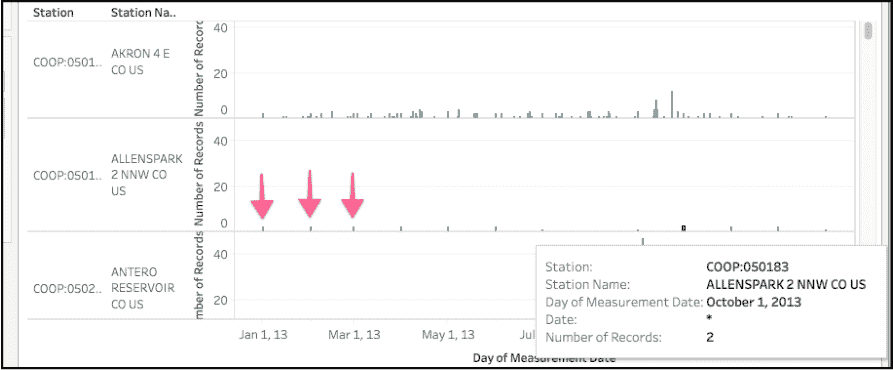 Station Station Na..
COOP:0501..
AKRON 4 E
CO US
Number of Record
40
20
0
COOP:0501..
ALLENSPARK
2 NNW CO
US
Number of Records
40
20
0
COOP:0502..
ANTERO
RESERVOIR
CO US
mber of Records
40
20
Station: COOP:050183
Station Name: ALLENSPARK 2 NNW CO US
Day of Measurement Date: October 1, 2013
Date: *
Number of Records: 2
Jan 1, 13 Mar 1, 13 May 1, 13 Jul
Day of Measurement Date